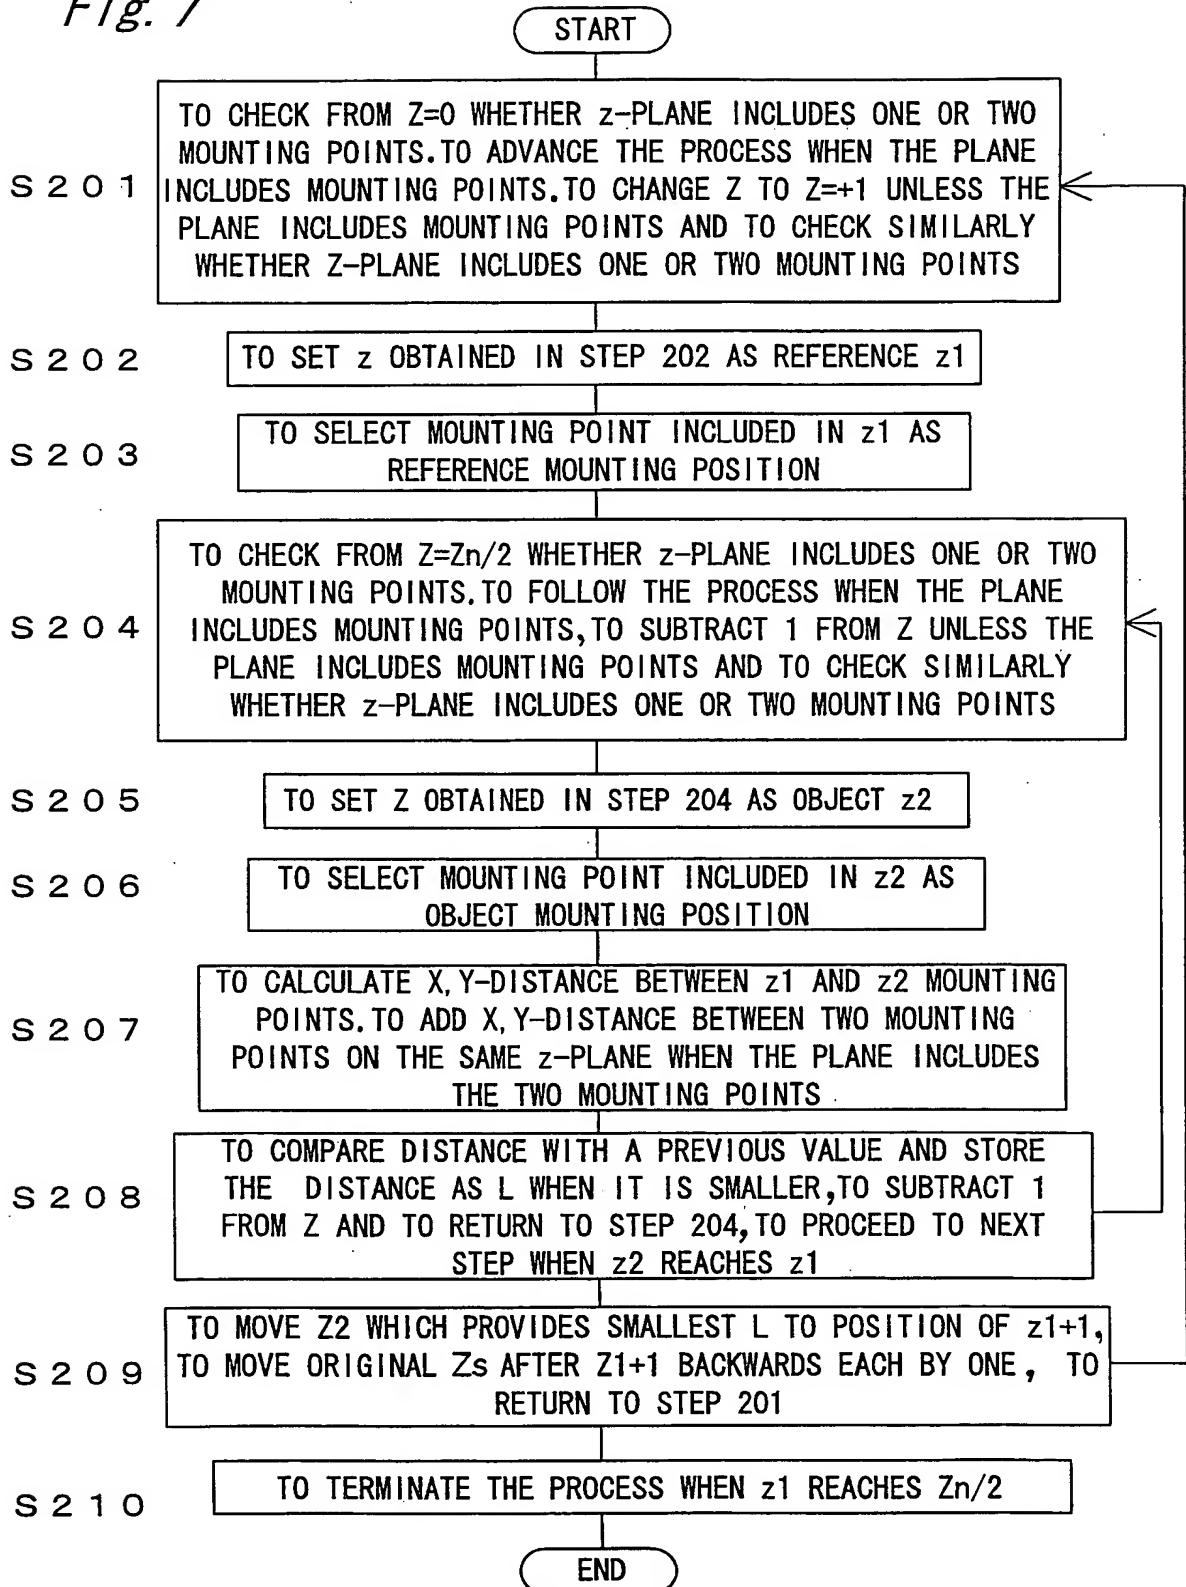 Fig. 7
START
S201
TO CHECK FROM Z=0 WHETHER z-PLANE INCLUDES ONE OR TWO
MOUNTING POINTS.TO ADVANCE THE PROCESS WHEN THE PLANE
INCLUDES MOUNTING POINTS.TO CHANGE Z TO Z=+1 UNLESS THE
PLANE INCLUDES MOUNTING POINTS AND TO CHECK SIMILARLY
WHETHER Z-PLANE INCLUDES ONE OR TWO MOUNTING POINTS
S202
TO SET z OBTAINED IN STEP 202 AS REFERENCE z1
S203
TO SELECT MOUNTING POINT INCLUDED IN z1 AS
REFERENCE MOUNTING POSITION
S204
TO CHECK FROM Z=Zn/2 WHETHER z-PLANE INCLUDES ONE OR TWO
MOUNTING POINTS.TO FOLLOW THE PROCESS WHEN THE PLANE
INCLUDES MOUNTING POINTS,TO SUBTRACT 1 FROM Z UNLESS THE
PLANE INCLUDES MOUNTING POINTS AND TO CHECK SIMILARLY
WHETHER z-PLANE INCLUDES ONE OR TWO MOUNTING POINTS
S205
TO SET Z OBTAINED IN STEP 204 AS OBJECT z2
S206
TO SELECT MOUNTING POINT INCLUDED IN z2 AS
OBJECT MOUNTING POSITION
S207
TO CALCULATE X,Y-DISTANCE BETWEEN z1 AND z2 MOUNTING
POINTS.TO ADD X,Y-DISTANCE BETWEEN TWO MOUNTING
POINTS ON THE SAME z-PLANE WHEN THE PLANE INCLUDES
THE TWO MOUNTING POINTS
S208
TO COMPARE DISTANCE WITH A PREVIOUS VALUE AND STORE
THE DISTANCE AS L WHEN IT IS SMALLER,TO SUBTRACT 1
FROM Z AND TO RETURN TO STEP 204,TO PROCEED TO NEXT
STEP WHEN z2 REACHES z1
S209
TO MOVE Z2 WHICH PROVIDES SMALLEST L TO POSITION OF z1+1,
TO MOVE ORIGINAL Zs AFTER Z1+1 BACKWARDS EACH BY ONE, TO
RETURN TO STEP 201
S210
TO TERMINATE THE PROCESS WHEN z1 REACHES Zn/2
END